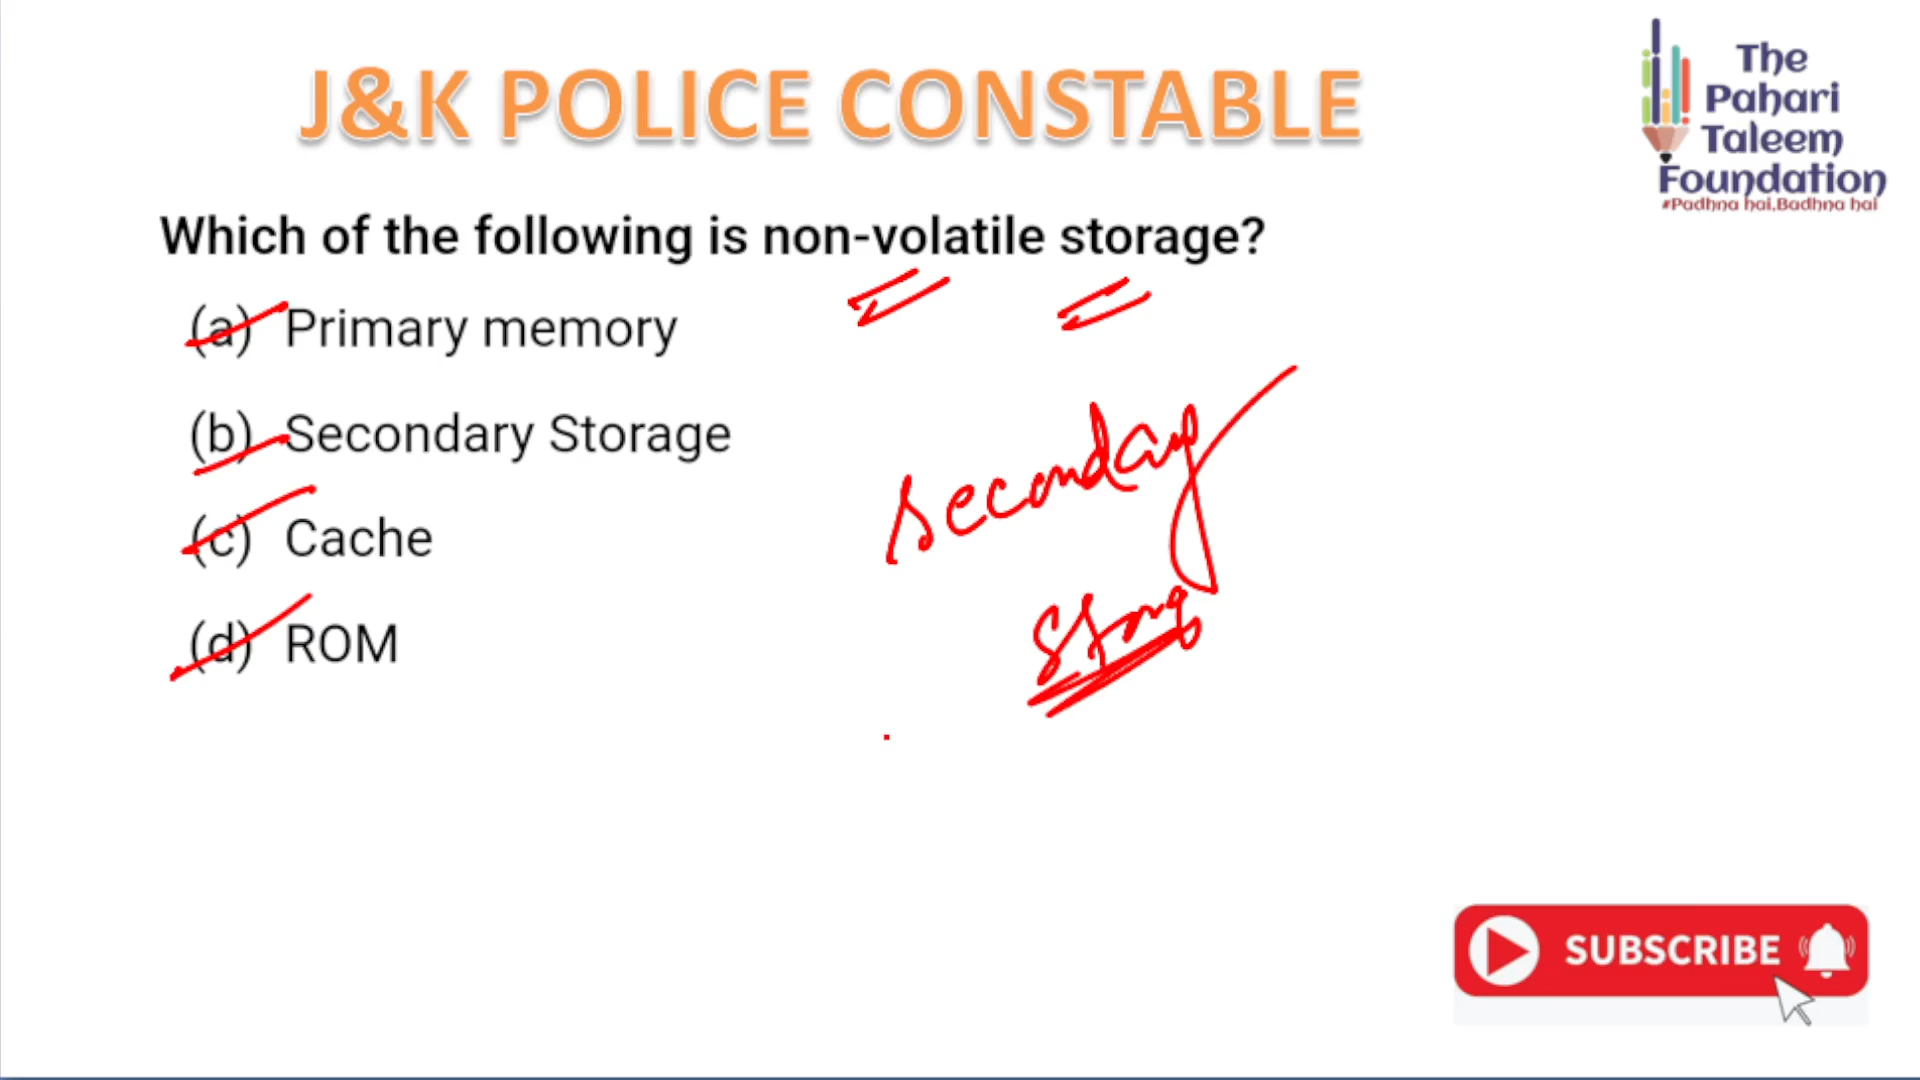 J&K POLICE CONSTABLE
The
Pahari
Taleem
Foundation
#Padhna hai,Badhna hai
Which of the following is non-volatile storage?
(a) Primary memory
(b) Secondary Storage
(c) Cache
(d) ROM
SUBSCRIBE